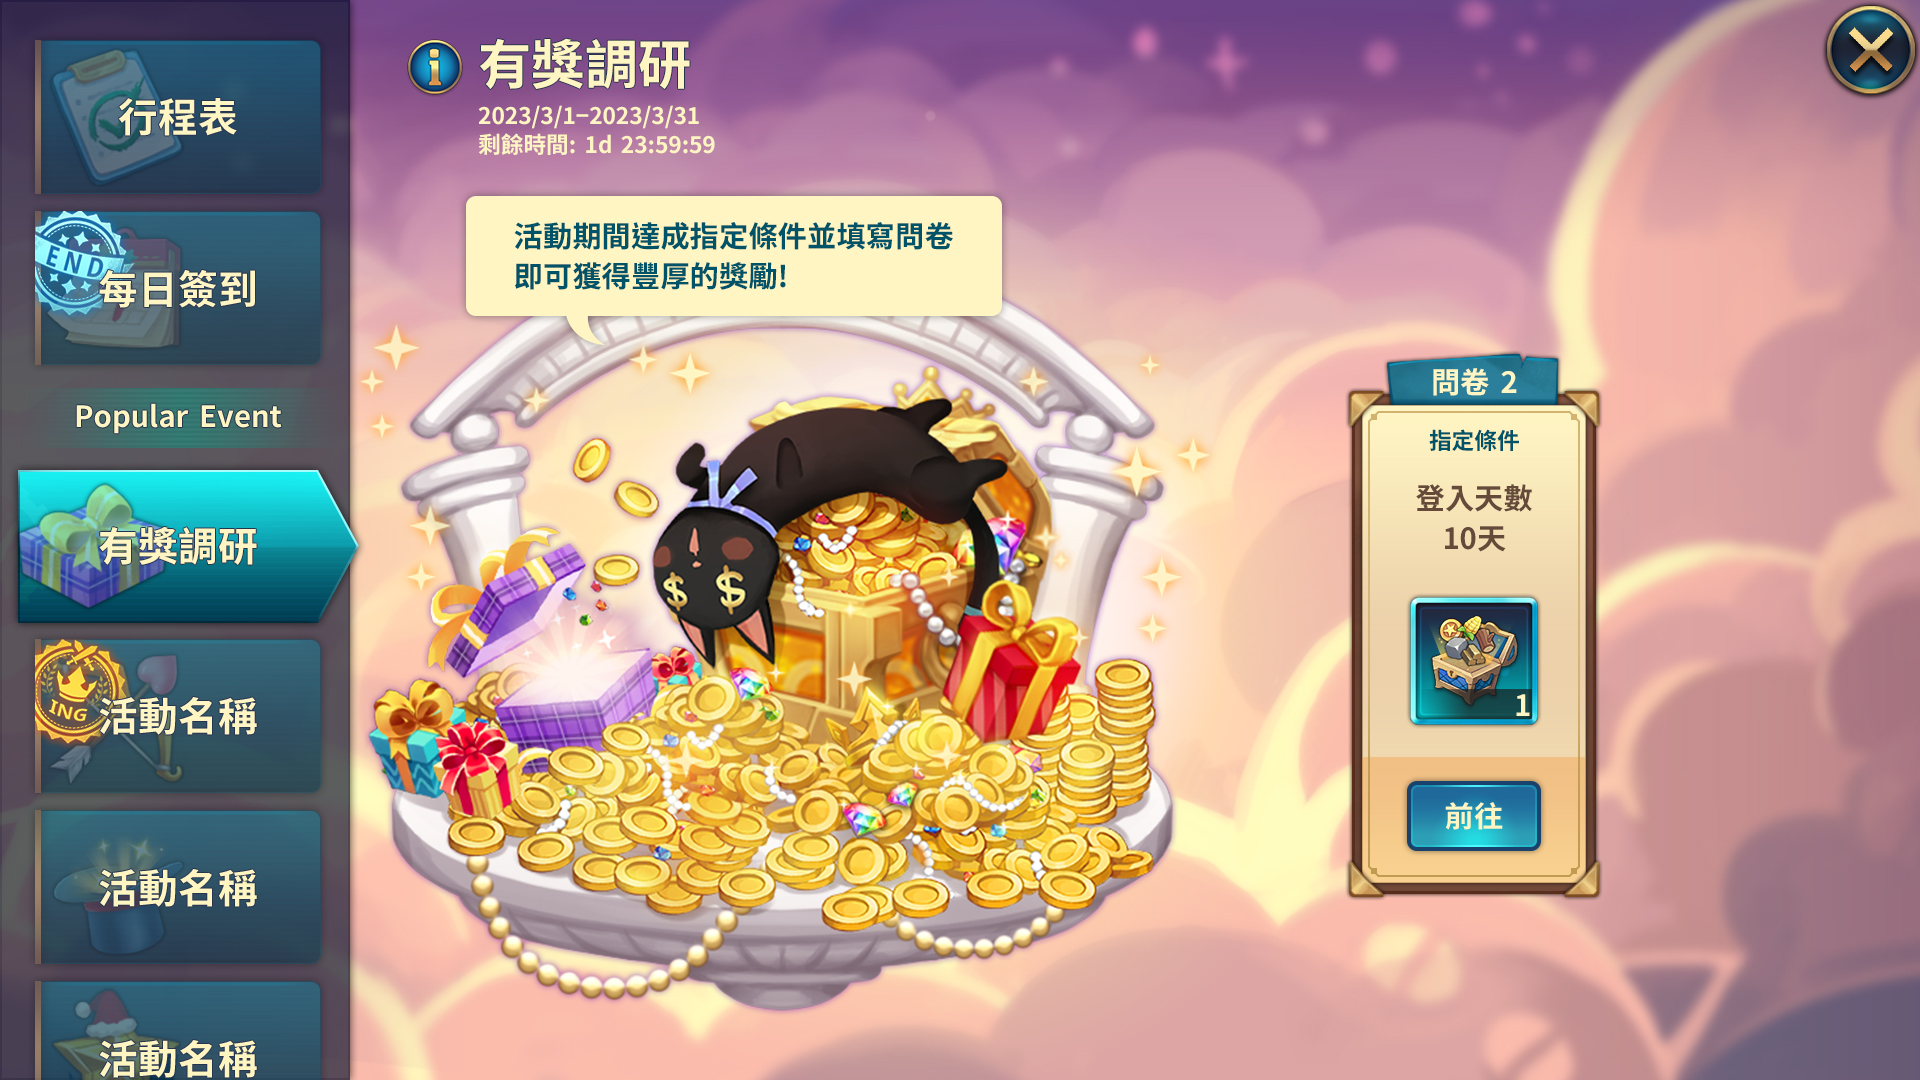 行程表
END
每日簽到
Popular Event
有獎調研
ING
活動名稱
活動名稱
活動名稱
有獎調研
2023/3/1-2023/3/31
剩餘時間: 1d 23:59:59
活動期間達成指定條件並填寫問卷
即可獲得豐厚的獎勵!
$ $
問卷 2
指定條件
登入天數
10天
1
前往